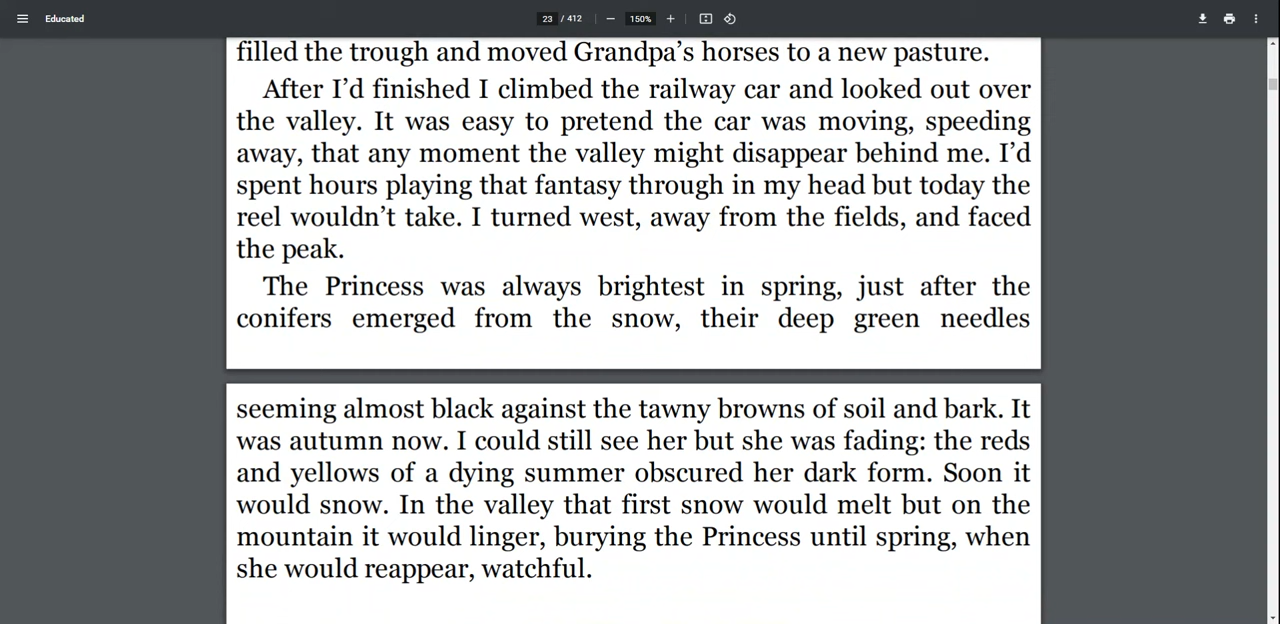 Educated
23 / 412
150%
filled the trough and moved Grandpa’s horses to a new pasture.
After I’d finished I climbed the railway car and looked out over
the valley. It was easy to pretend the car was moving, speeding
away, that any moment the valley might disappear behind me. I’d
spent hours playing that fantasy through in my head but today the
reel wouldn’t take. I turned west, away from the fields, and faced
the peak.
The Princess was always brightest in spring, just after the
conifers emerged from the snow, their deep green needles
seeming almost black against the tawny browns of soil and bark. It
was autumn now. I could still see her but she was fading: the reds
and yellows of a dying summer obscured her dark form. Soon it
would snow. In the valley that first snow would melt but on the
mountain it would linger, burying the Princess until spring, when
she would reappear, watchful.